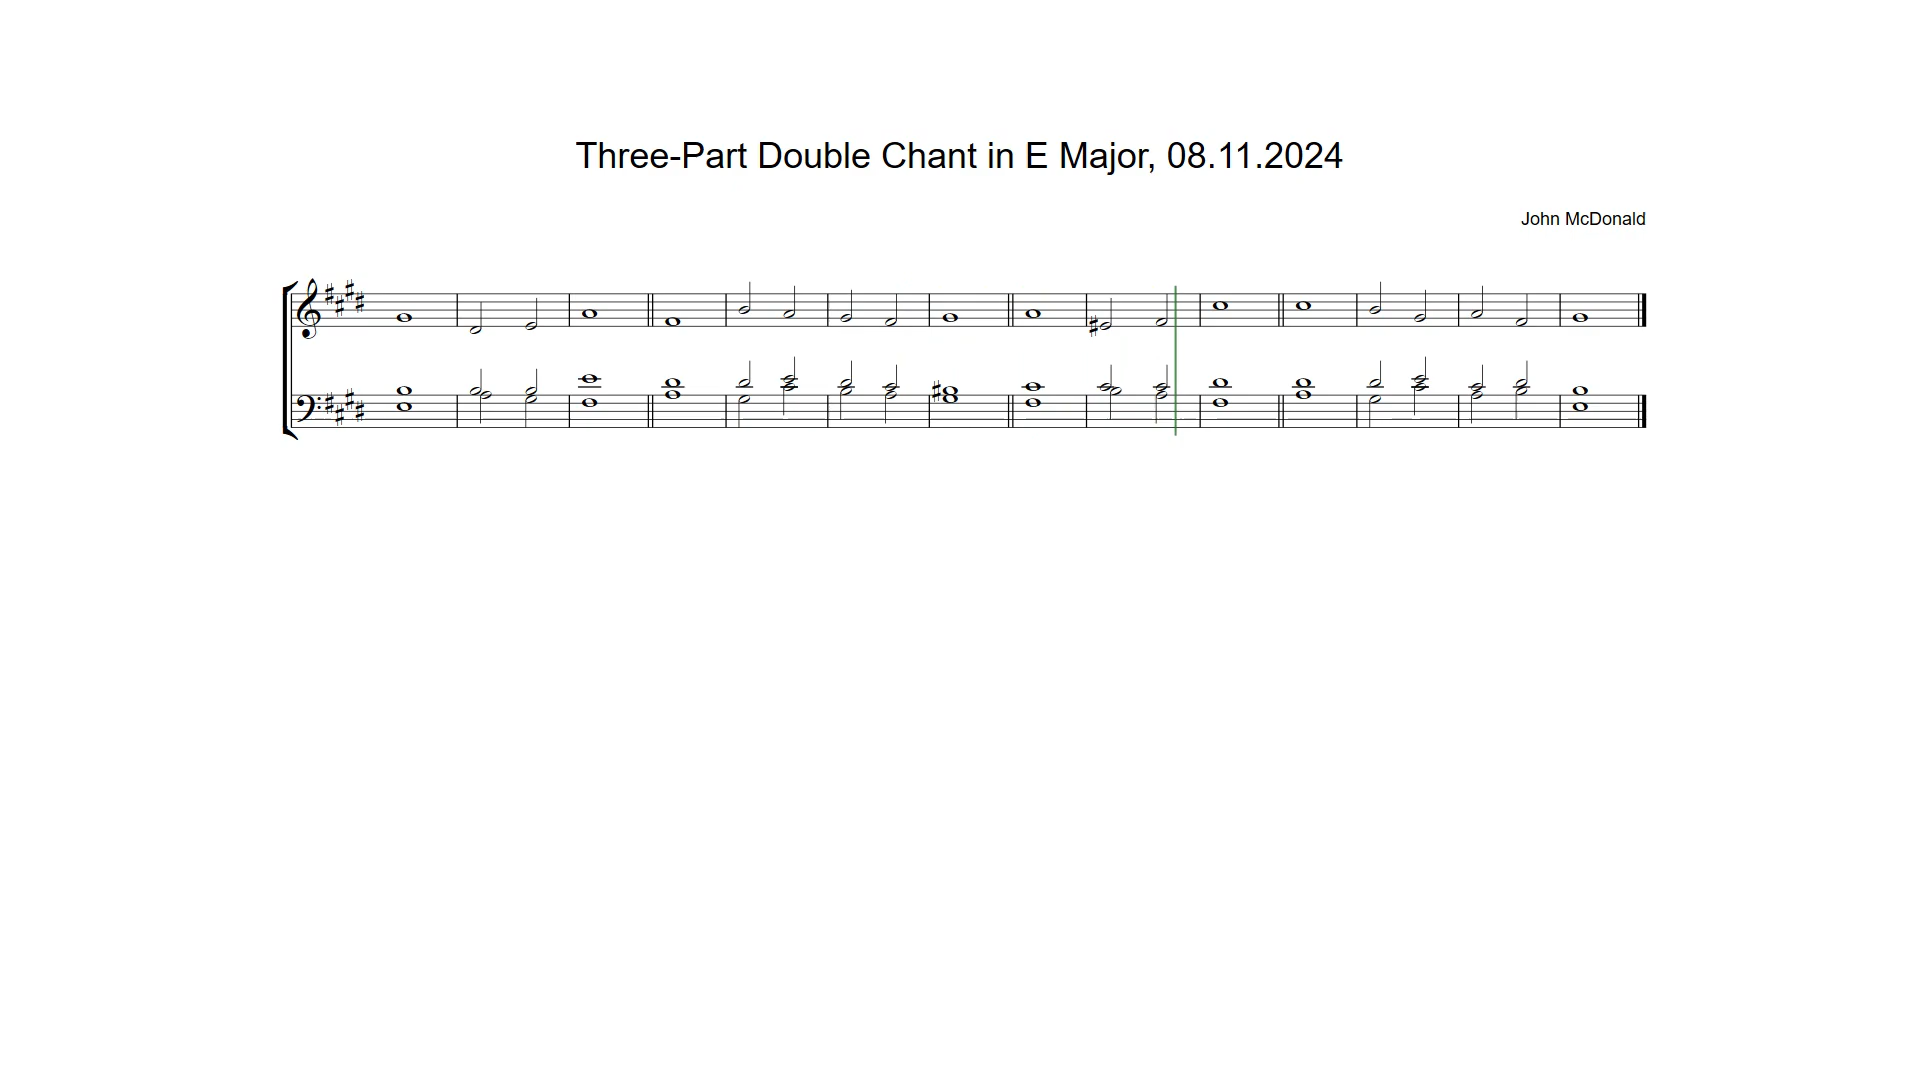 Three-Part Double Chant in E Major, 08.11.2024
John McDonald